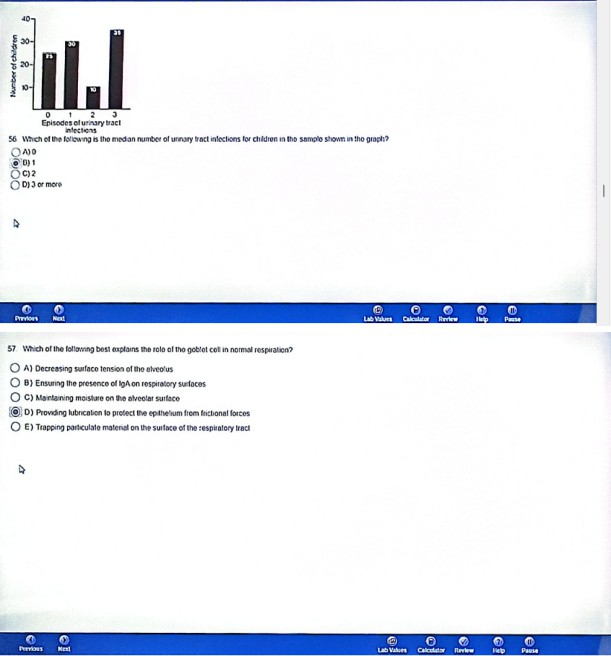 40
30
20
10
Number of children
25
30
10
35
0 1 2 3
Episodes of urinary tract
infections
56 Which of the following is the median number of urinary tract infections for children in the sample shown in the graph?
A) 0
B) 1
C) 2
D) 3 or more
Previous Next Lab Values Calculator Review Help Pause
57 Which of the following best explains the role of the goblet cell in normal respiration?
A) Decreasing surface tension of the alveolus
B) Ensuring the presence of IgA on respiratory surfaces
C) Maintaining moisture on the alveolar surface
D) Providing lubrication to protect the epithelium from frictional forces
E) Trapping particulate material on the surface of the respiratory tract
Previous Next Lab Values Calculator Review Help Pause